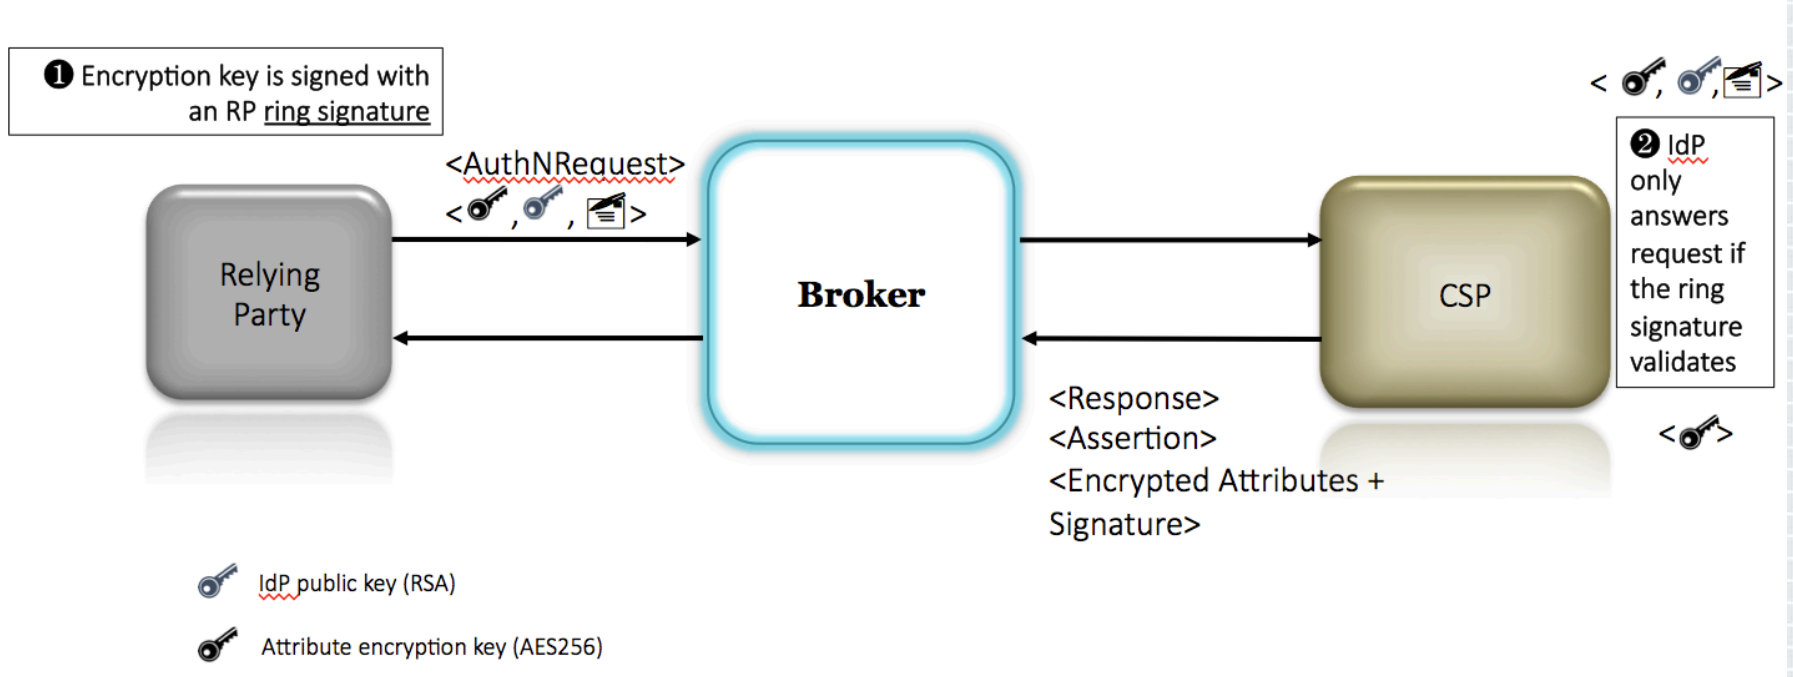 ❶ Encryption key is signed with
an RP ring signature
<AuthNRequest>
< , , >
Relying
Party
Broker
CSP
< , , >
❷ IdP
only
answers
request if
the ring
signature
validates
< >
<Response>
<Assertion>
<Encrypted Attributes +
Signature>
IdP public key (RSA)
Attribute encryption key (AES256)